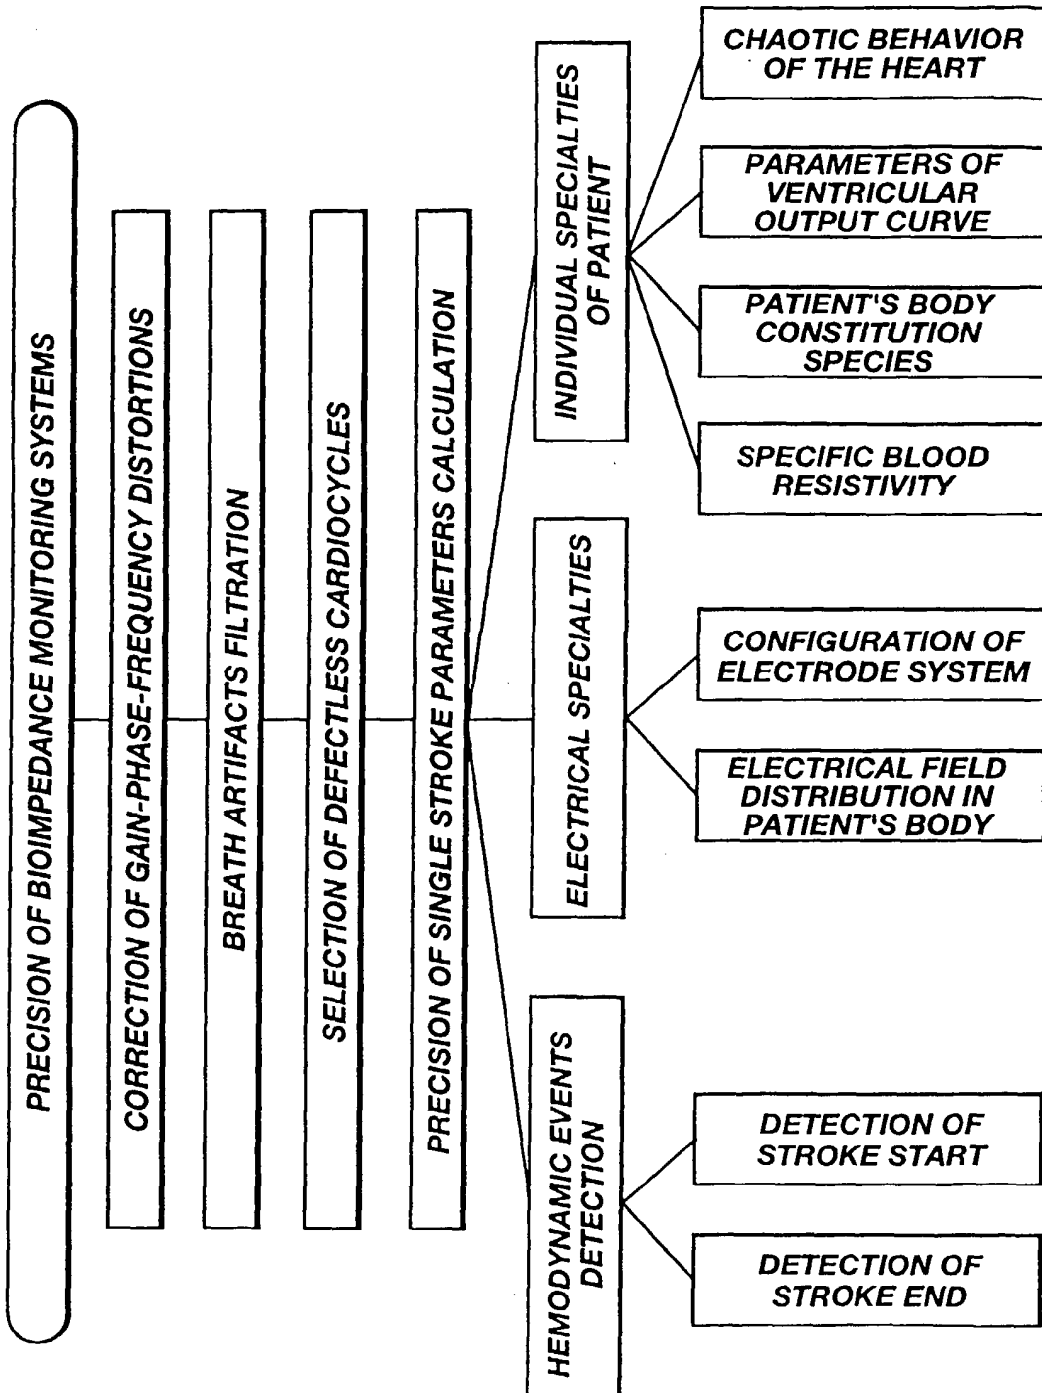 PRECISION OF BIOIMPEDANCE MONITORING SYSTEMS
CORRECTION OF GAIN-PHASE-FREQUENCY DISTORTIONS
BREATH ARTIFACTS FILTRATION
SELECTION OF DEFECTLESS CARDIOCYCLES
PRECISION OF SINGLE STROKE PARAMETERS CALCULATION
INDIVIDUAL SPECIALTIES
OF PATIENT
CHAOTIC BEHAVIOR
OF THE HEART
PARAMETERS OF
VENTRICULAR
OUTPUT CURVE
PATIENT'S BODY
CONSTITUTION
SPECIES
SPECIFIC BLOOD
RESISTIVITY
ELECTRICAL SPECIALTIES
CONFIGURATION OF
ELECTRODE SYSTEM
ELECTRICAL FIELD
DISTRIBUTION IN
PATIENT'S BODY
HEMODYNAMIC EVENTS
DETECTION
DETECTION OF
STROKE START
DETECTION OF
STROKE END